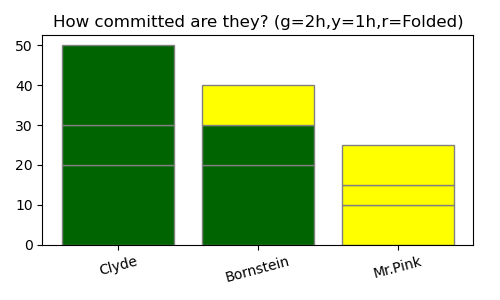 How committed are they? (g=2h,y=1h,r=Folded)
50
40
30
20
10
0
Clyde
Bornstein
Mr.Pink